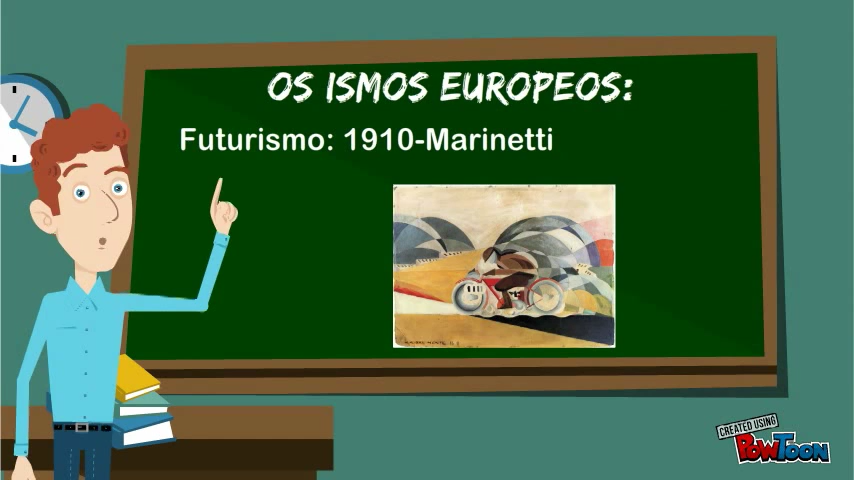 OS ISMOS EUROPEOS:
Futurismo: 1910-Marinetti
CREATED USING
POWTOON